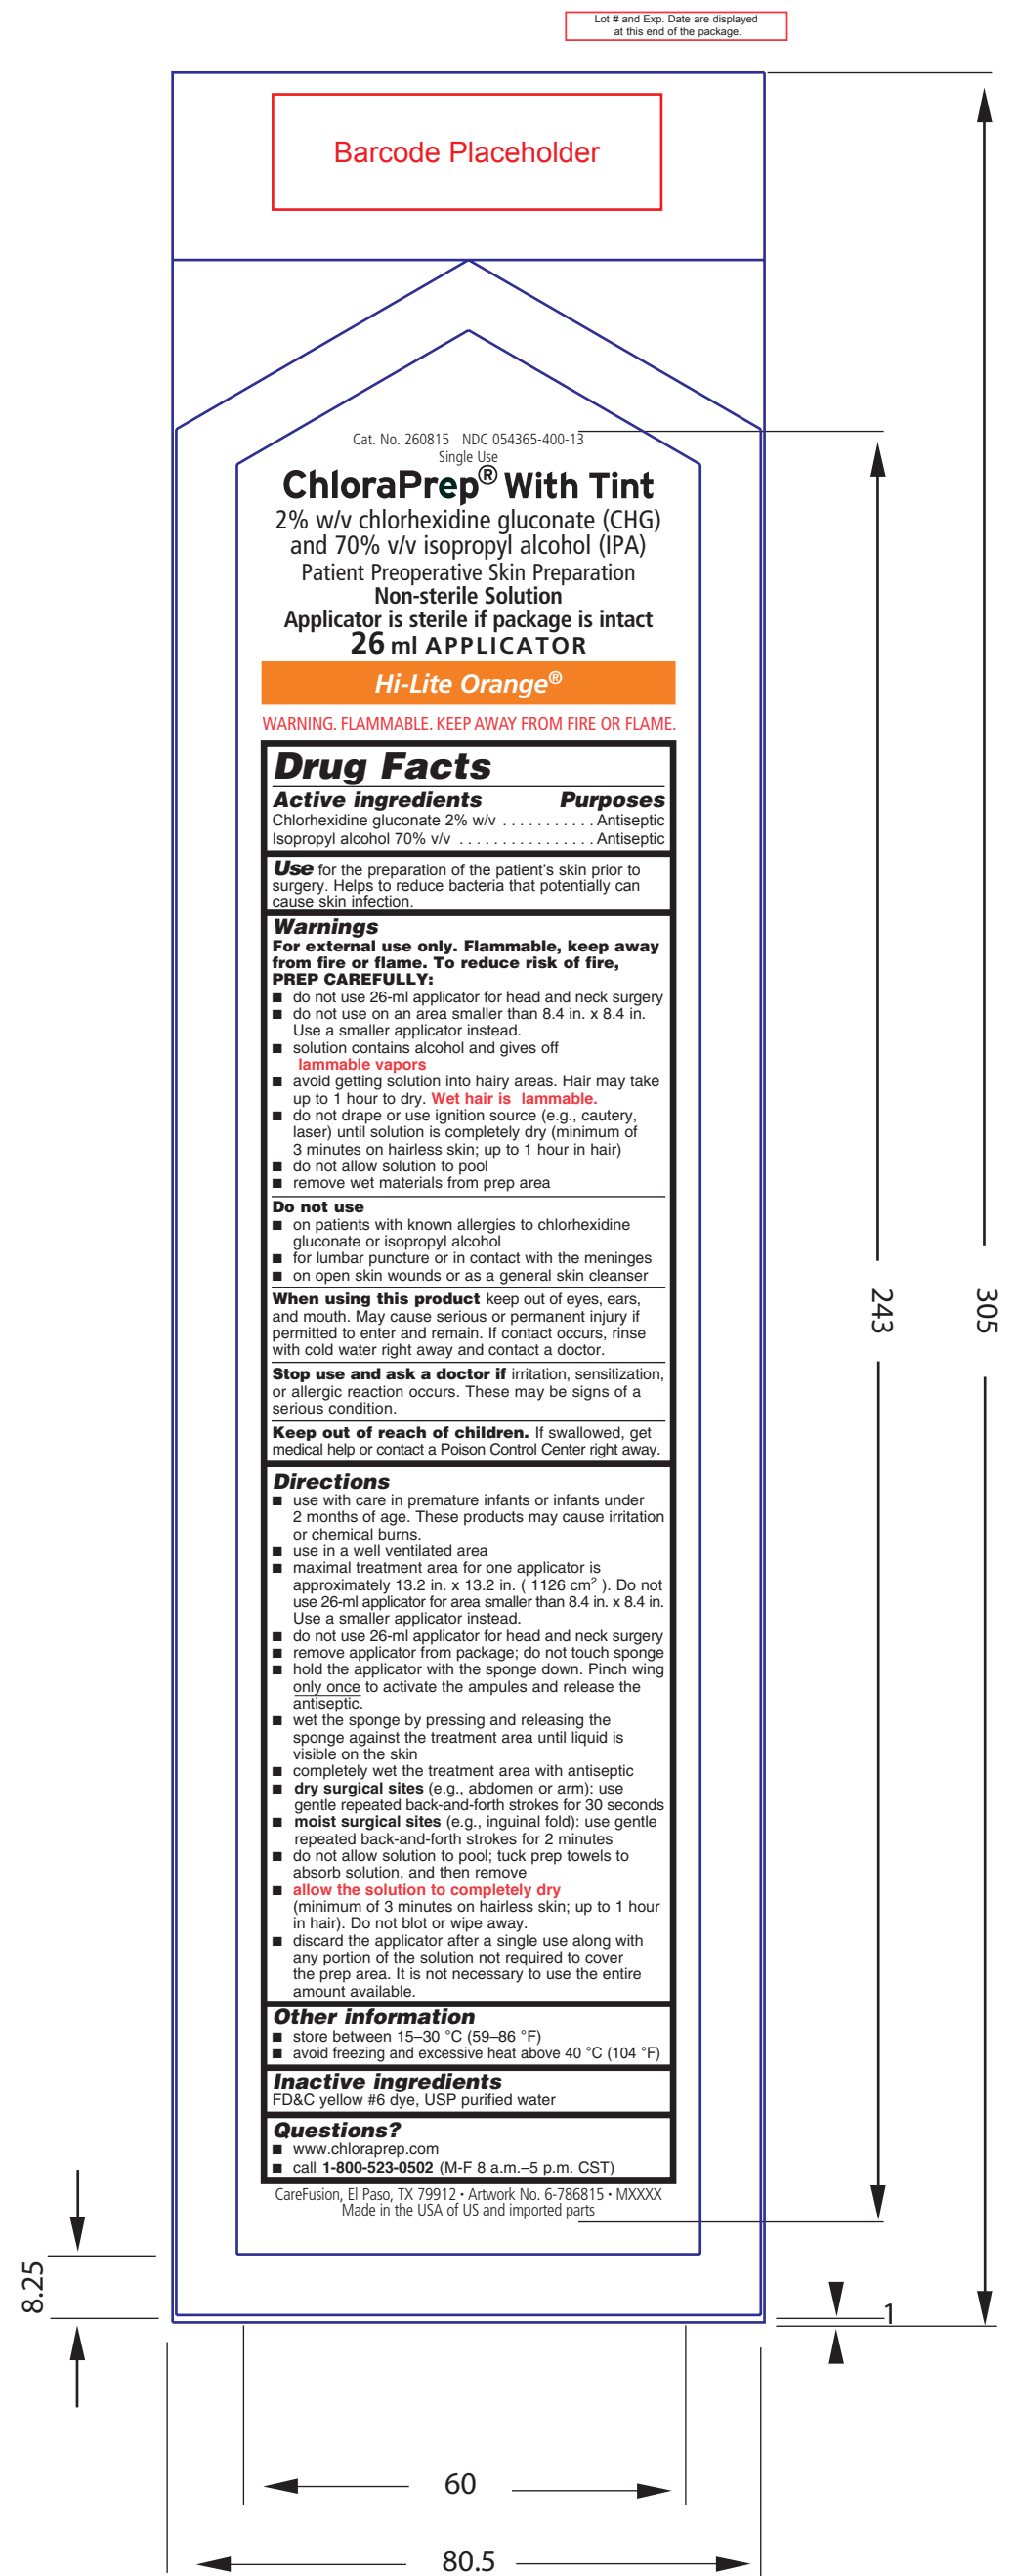 Lot # and Exp. Date are displayed
at this end of the package.
Barcode Placeholder
Cat. No. 260815 NDC 054365-400-13
Single Use
ChloraPrep® With Tint
2% w/v chlorhexidine gluconate (CHG)
and 70% v/v isopropyl alcohol (IPA)
Patient Preoperative Skin Preparation
Non-sterile Solution
Applicator is sterile if package is intact
26 ml APPLICATOR
Hi-Lite Orange®
WARNING. FLAMMABLE. KEEP AWAY FROM FIRE OR FLAME.
Drug Facts
Active ingredients Purposes
Chlorhexidine gluconate 2% w/v . . . . . . . . . . . Antiseptic
Isopropyl alcohol 70% v/v . . . . . . . . . . . . . . . . Antiseptic
Use for the preparation of the patient's skin prior to
surgery. Helps to reduce bacteria that potentially can
cause skin infection.
Warnings
For external use only. Flammable, keep away
from fire or flame. To reduce risk of fire,
PREP CAREFULLY:
■ do not use 26-ml applicator for head and neck surgery
■ do not use on an area smaller than 8.4 in. x 8.4 in.
Use a smaller applicator instead.
■ solution contains alcohol and gives off
lammable vapors
■ avoid getting solution into hairy areas. Hair may take
up to 1 hour to dry. Wet hair is lammable.
■ do not drape or use ignition source (e.g., cautery,
laser) until solution is completely dry (minimum of
3 minutes on hairless skin; up to 1 hour in hair)
■ do not allow solution to pool
■ remove wet materials from prep area
Do not use
■ on patients with known allergies to chlorhexidine
gluconate or isopropyl alcohol
■ for lumbar puncture or in contact with the meninges
■ on open skin wounds or as a general skin cleanser
When using this product keep out of eyes, ears,
and mouth. May cause serious or permanent injury if
permitted to enter and remain. If contact occurs, rinse
with cold water right away and contact a doctor.
Stop use and ask a doctor if irritation, sensitization,
or allergic reaction occurs. These may be signs of a
serious condition.
Keep out of reach of children. If swallowed, get
medical help or contact a Poison Control Center right away.
Directions
■ use with care in premature infants or infants under
2 months of age. These products may cause irritation
or chemical burns.
■ use in a well ventilated area
■ maximal treatment area for one applicator is
approximately 13.2 in. x 13.2 in. ( 1126 cm² ). Do not
use 26-ml applicator for area smaller than 8.4 in. x 8.4 in.
Use a smaller applicator instead.
■ do not use 26-ml applicator for head and neck surgery
■ remove applicator from package; do not touch sponge
■ hold the applicator with the sponge down. Pinch wing
only once to activate the ampules and release the
antiseptic.
■ wet the sponge by pressing and releasing the
sponge against the treatment area until liquid is
visible on the skin
■ completely wet the treatment area with antiseptic
■ dry surgical sites (e.g., abdomen or arm): use
gentle repeated back-and-forth strokes for 30 seconds
■ moist surgical sites (e.g., inguinal fold): use gentle
repeated back-and-forth strokes for 2 minutes
■ do not allow solution to pool; tuck prep towels to
absorb solution, and then remove
■ allow the solution to completely dry
(minimum of 3 minutes on hairless skin; up to 1 hour
in hair). Do not blot or wipe away.
■ discard the applicator after a single use along with
any portion of the solution not required to cover
the prep area. It is not necessary to use the entire
amount available.
Other information
■ store between 15–30 °C (59–86 °F)
■ avoid freezing and excessive heat above 40 °C (104 °F)
Inactive ingredients
FD&C yellow #6 dye, USP purified water
Questions?
■ www.chloraprep.com
■ call 1-800-523-0502 (M-F 8 a.m.–5 p.m. CST)
CareFusion, El Paso, TX 79912 • Artwork No. 6-786815 • MXXXX
Made in the USA of US and imported parts
243
305
8.25
1
60
80.5